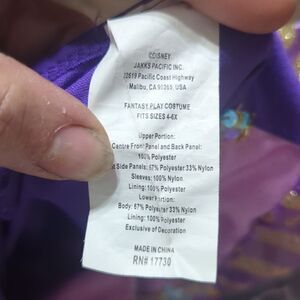 ©DISNEY
JAKKS PACIFIC INC.
22619 Pacific Coast Highway
Malibu, CA 90265, USA
FANTASY PLAY COSTUME
FITS SIZES 4-6X
Upper Portion:
Centre Front Panel and Back Panel:
100% Polyester
Side Panels: 67% Polyester 33% Nylon
Sleeves: 100% Nylon
Lining: 100% Polyester
Lower Portion:
Body: 67% Polyester 33% Nylon
Lining: 100% Polyester
Exclusive of Decoration
MADE IN CHINA
RN# 17730